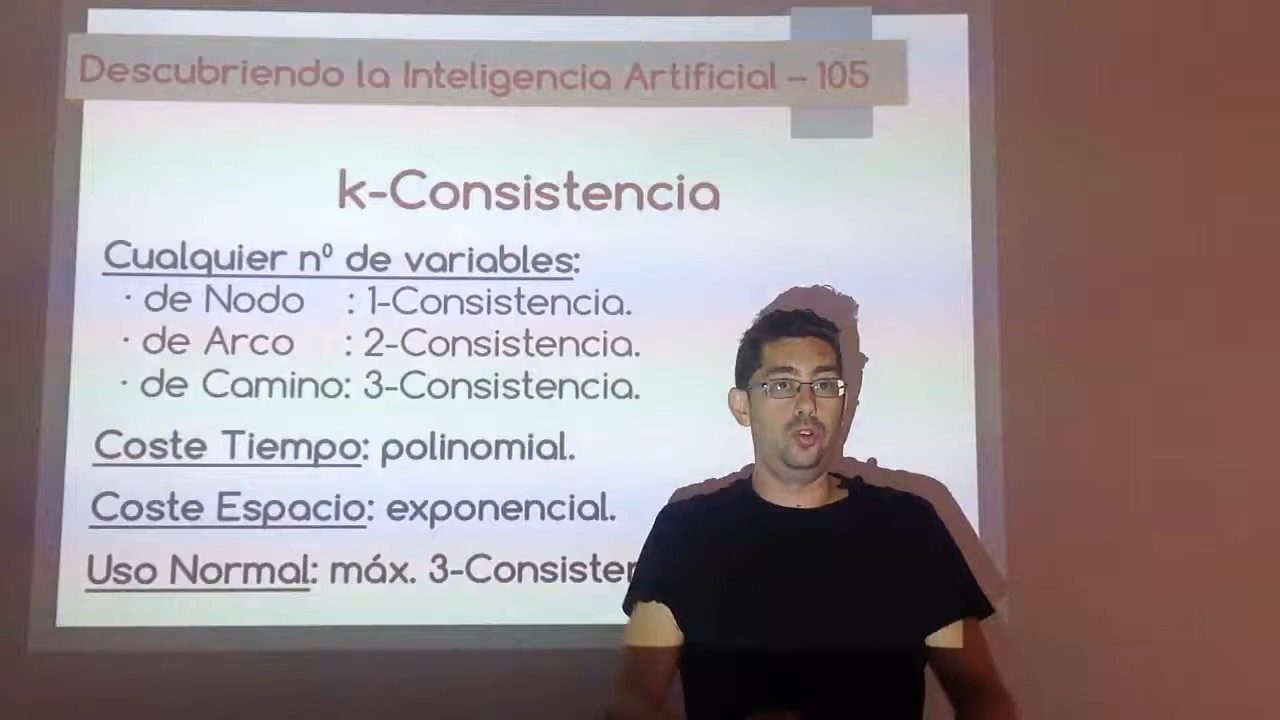 Descubriendo la Inteligencia Artificial – 105
k-Consistencia
Cualquier nº de variables:
· de Nodo : 1-Consistencia.
· de Arco : 2-Consistencia.
· de Camino: 3-Consistencia.
Coste Tiempo: polinomial.
Coste Espacio: exponencial.
Uso Normal: máx. 3-Consisten